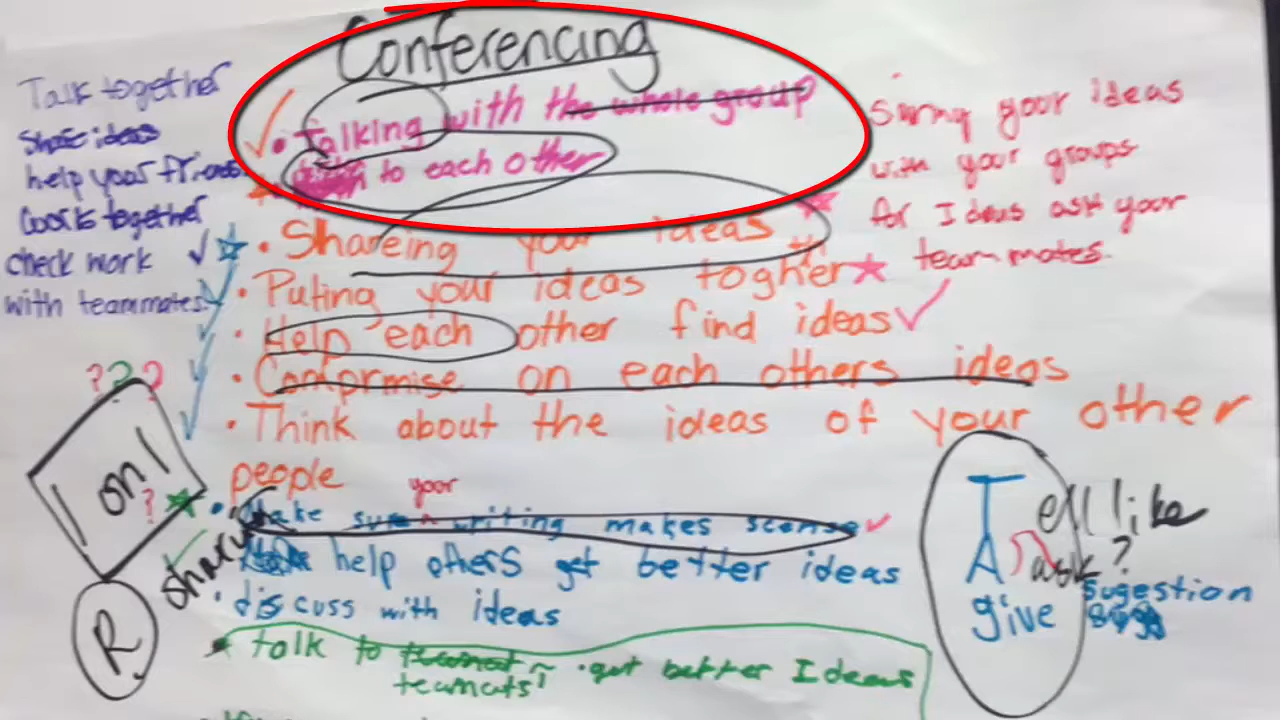 Conferencing
Talk together
share ideas
help your friends
work together
check work
with teammates
• Talking with the whole group
to each other
• Shareing your ideas
• Puting your ideas togher
• Help each other find ideas
• Comprmise on each others ideas
• Think about the ideas of your other
people
your
• Make sure writing makes scense
help others get better ideas
• discuss with ideas
talk to
teamats
• get better Ideas
your ideas
with your groups
for Ideas ask your
team mates.
? ? ?
1 on 1
?
R
Sharing
Tell like
A ask?
give sugestion